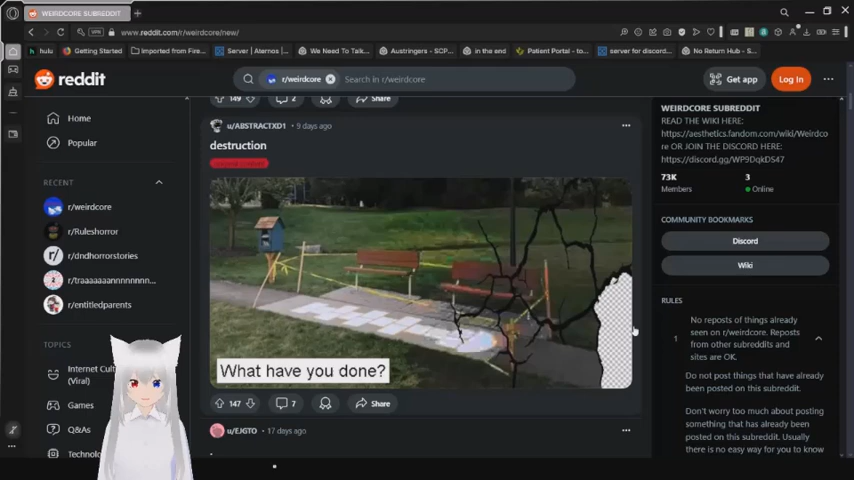 WEIRDCORE SUBREDDIT
www.reddit.com/r/weirdcore/new/
hulu
Getting Started
Imported from Fire...
Server | Aternos |
We Need To Talk...
Austringers - SCP...
in the end
Patient Portal - to...
server for discord...
No Return Hub - S...
reddit
r/weirdcore
Search in r/weirdcore
Get app
Log In
Home
Popular
RECENT
r/weirdcore
r/Ruleshorror
r/dndhorrorstories
r/traaaaaaannnnnnnn...
r/entitledparents
TOPICS
Internet Cult
(Viral)
Games
Q&As
Technolo
149
2
Share
u/ABSTRACTXD1 • 9 days ago
destruction
What have you done?
147
7
Share
u/EJGTO • 17 days ago
WEIRDCORE SUBREDDIT
READ THE WIKI HERE:
https://aesthetics.fandom.com/wiki/Weirdco
re OR JOIN THE DISCORD HERE:
https://discord.gg/WP9DqkDS47
73K
3
Members
Online
COMMUNITY BOOKMARKS
Discord
Wiki
RULES
1
No reposts of things already
seen on r/weirdcore. Reposts
from other subreddits and
sites are OK.
Do not post things that have already
been posted on this subreddit.
Don't worry too much about posting
something that has already been
posted on this subreddit. Usually
there is no easy way for you to know